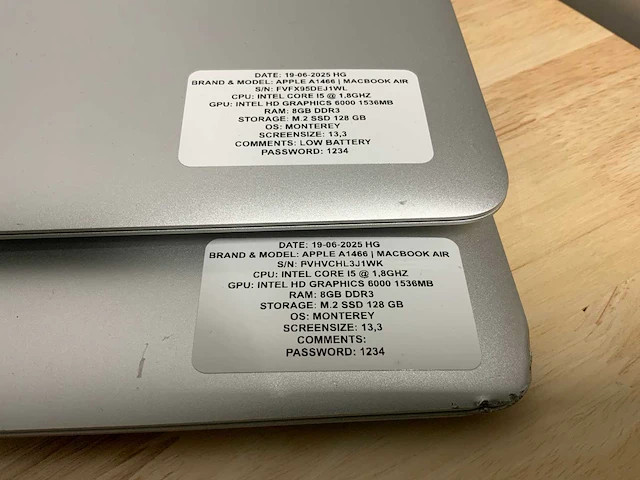 DATE: 19-06-2025 HG
BRAND & MODEL: APPLE A1466 | MACBOOK AIR
S/N: FVFX95DEJ1WL
CPU: INTEL CORE I5 @ 1,8GHZ
GPU: INTEL HD GRAPHICS 6000 1536MB
RAM: 8GB DDR3
STORAGE: M.2 SSD 128 GB
OS: MONTEREY
SCREENSIZE: 13,3
COMMENTS: LOW BATTERY
PASSWORD: 1234
DATE: 19-06-2025 HG
BRAND & MODEL: APPLE A1466 | MACBOOK AIR
S/N: FVHVCHL3J1WK
CPU: INTEL CORE I5 @ 1,8GHZ
GPU: INTEL HD GRAPHICS 6000 1536MB
RAM: 8GB DDR3
STORAGE: M.2 SSD 128 GB
OS: MONTEREY
SCREENSIZE: 13,3
COMMENTS:
PASSWORD: 1234